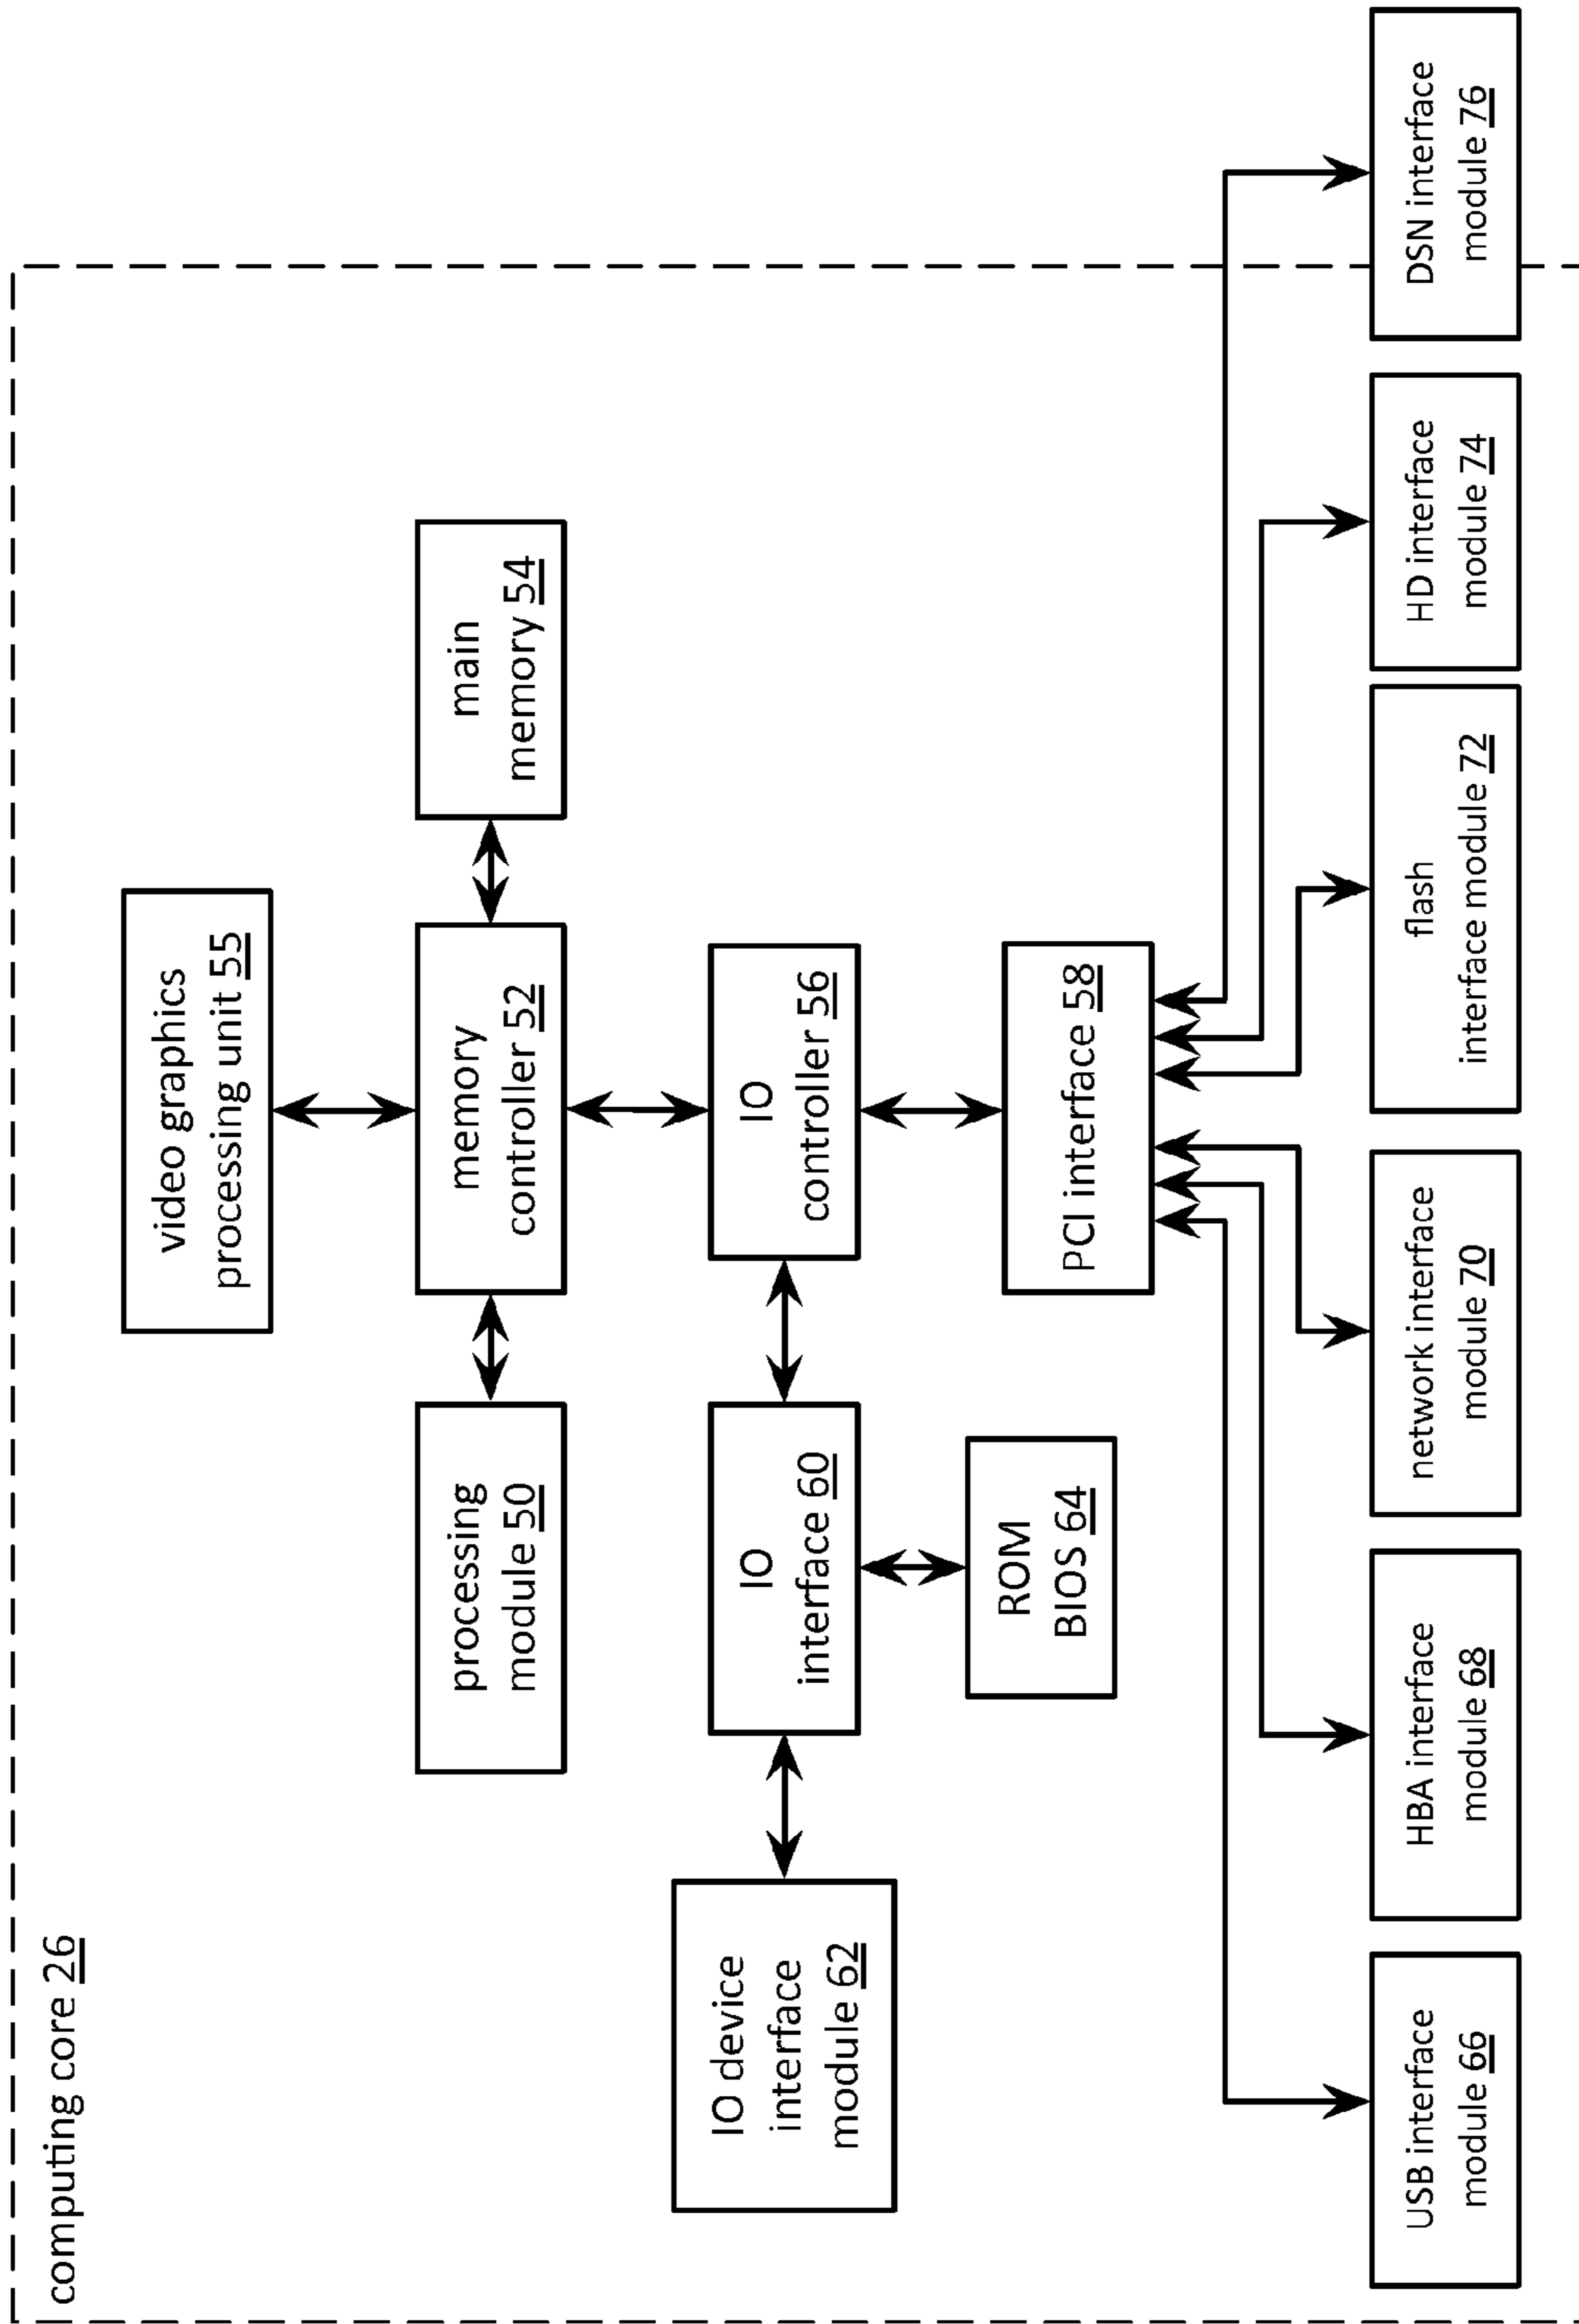 computing core 26
video graphics
processing unit 55
processing
module 50
memory
controller 52
main
memory 54
IO device
interface
module 62
IO
interface 60
IO
controller 56
ROM
BIOS 64
PCI interface 58
USB interface
module 66
HBA interface
module 68
network interface
module 70
flash
interface module 72
HD interface
module 74
DSN interface
module 76